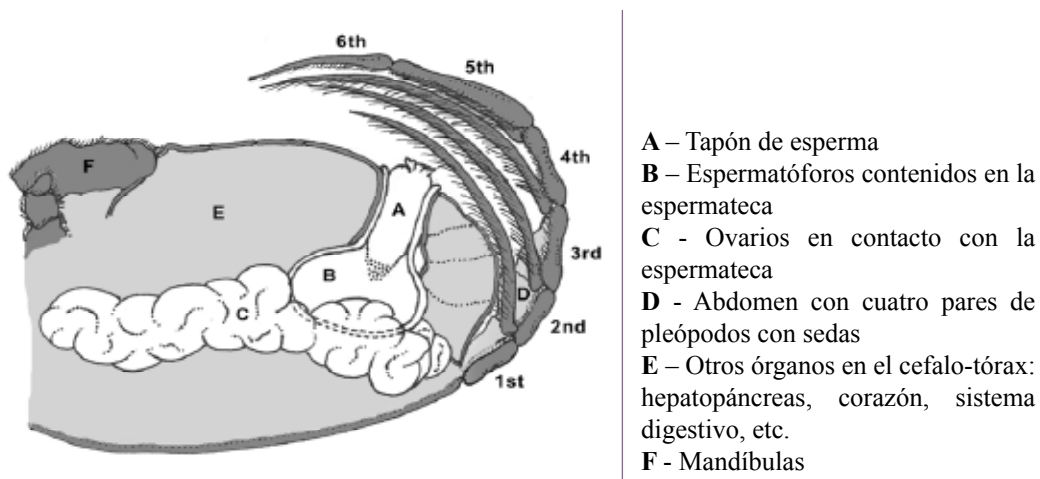 6th
5th
4th
3rd
2nd
1st
F
E
A
B
C
D
A – Tapón de esperma
B – Espermatóforos contenidos en la
espermateca
C - Ovarios en contacto con la
espermateca
D - Abdomen con cuatro pares de
pleópodos con sedas
E – Otros órganos en el cefalo-tórax:
hepatopáncreas, corazón, sistema
digestivo, etc.
F - Mandíbulas